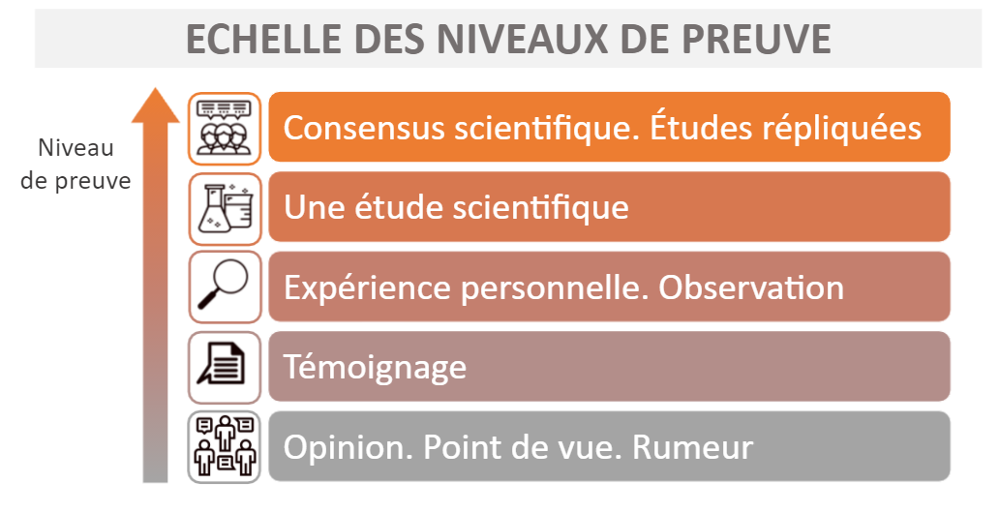 ECHELLE DES NIVEAUX DE PREUVE
Niveau
de preuve
Consensus scientifique. Études répliquées
Une étude scientifique
Expérience personnelle. Observation
Témoignage
Opinion. Point de vue. Rumeur